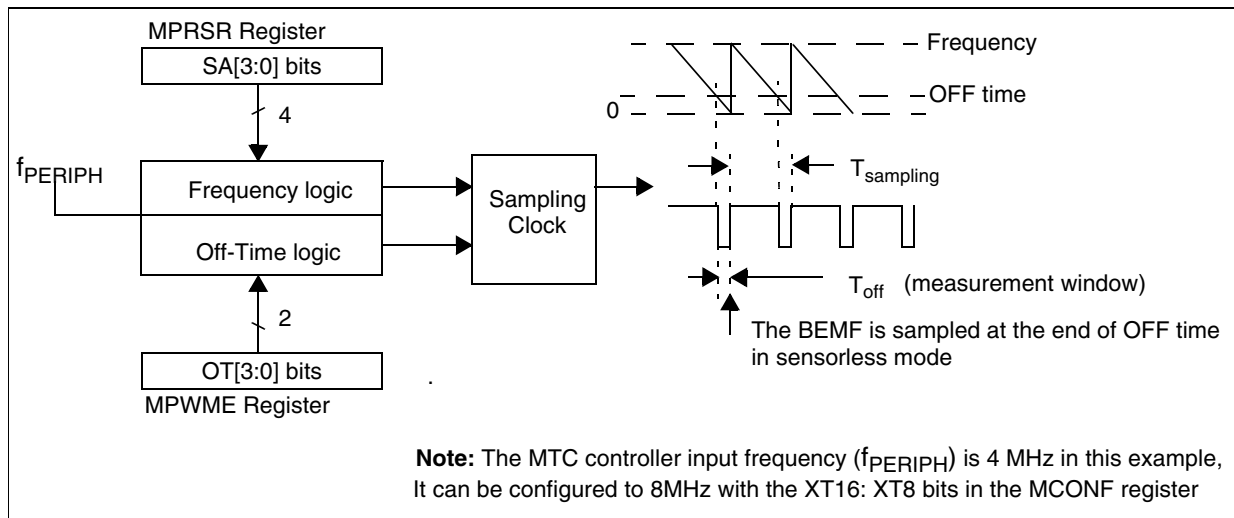 MPRSR Register
SA[3:0] bits
4
fPERIPH
Frequency logic
Off-Time logic
2
OT[3:0] bits
MPWME Register
Sampling
Clock
Frequency
OFF time
0
Tsampling
Toff (measurement window)
The BEMF is sampled at the end of OFF time
in sensorless mode
.
Note: The MTC controller input frequency (fPERIPH) is 4 MHz in this example,
It can be configured to 8MHz with the XT16: XT8 bits in the MCONF register